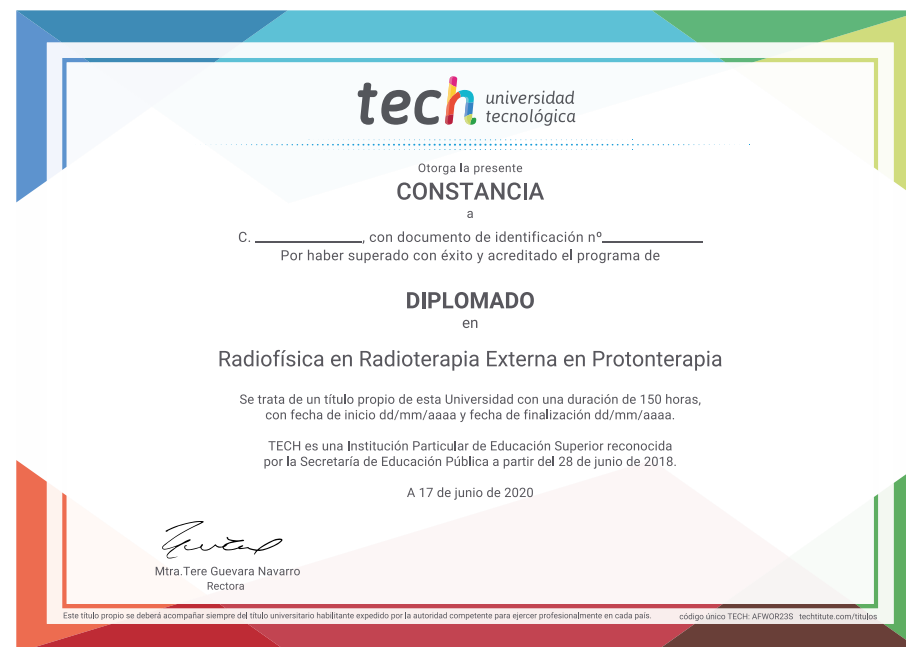 tech universidad
tecnológica
Otorga la presente
CONSTANCIA
a
C. ____________, con documento de identificación nº____________
Por haber superado con éxito y acreditado el programa de
DIPLOMADO
en
Radiofísica en Radioterapia Externa en Protonterapia
Se trata de un título propio de esta Universidad con una duración de 150 horas,
con fecha de inicio dd/mm/aaaa y fecha de finalización dd/mm/aaaa.
TECH es una Institución Particular de Educación Superior reconocida
por la Secretaría de Educación Pública a partir del 28 de junio de 2018.
A 17 de junio de 2020
Mtra.Tere Guevara Navarro
Rectora
Este título propio se deberá acompañar siempre del título universitario habilitante expedido por la autoridad competente para ejercer profesionalmente en cada país. código único TECH: AFWOR23S techtitute.com/titulos